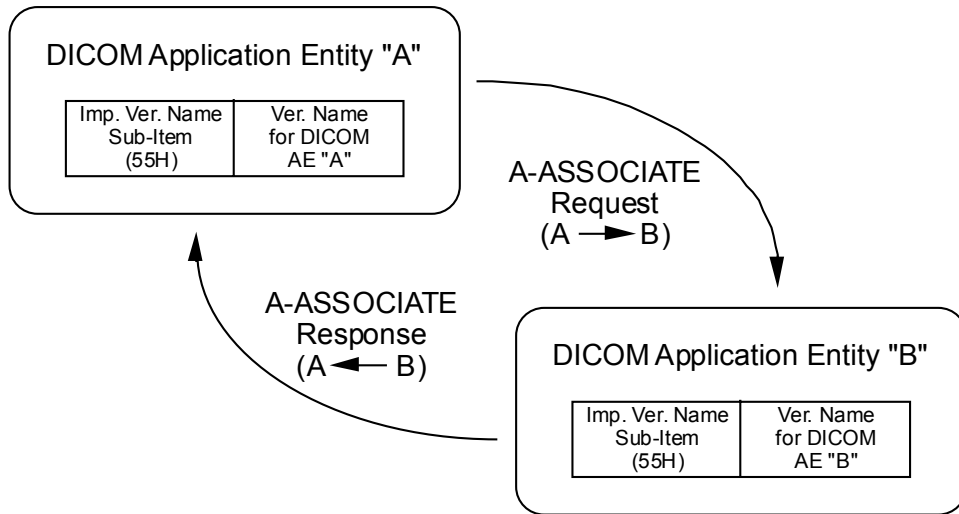 DICOM Application Entity "A"
Imp. Ver. Name
Sub-Item
(55H)
Ver. Name
for DICOM
AE "A"
A-ASSOCIATE
Request
(A → B)
A-ASSOCIATE
Response
(A ← B)
DICOM Application Entity "B"
Imp. Ver. Name
Sub-Item
(55H)
Ver. Name
for DICOM
AE "B"